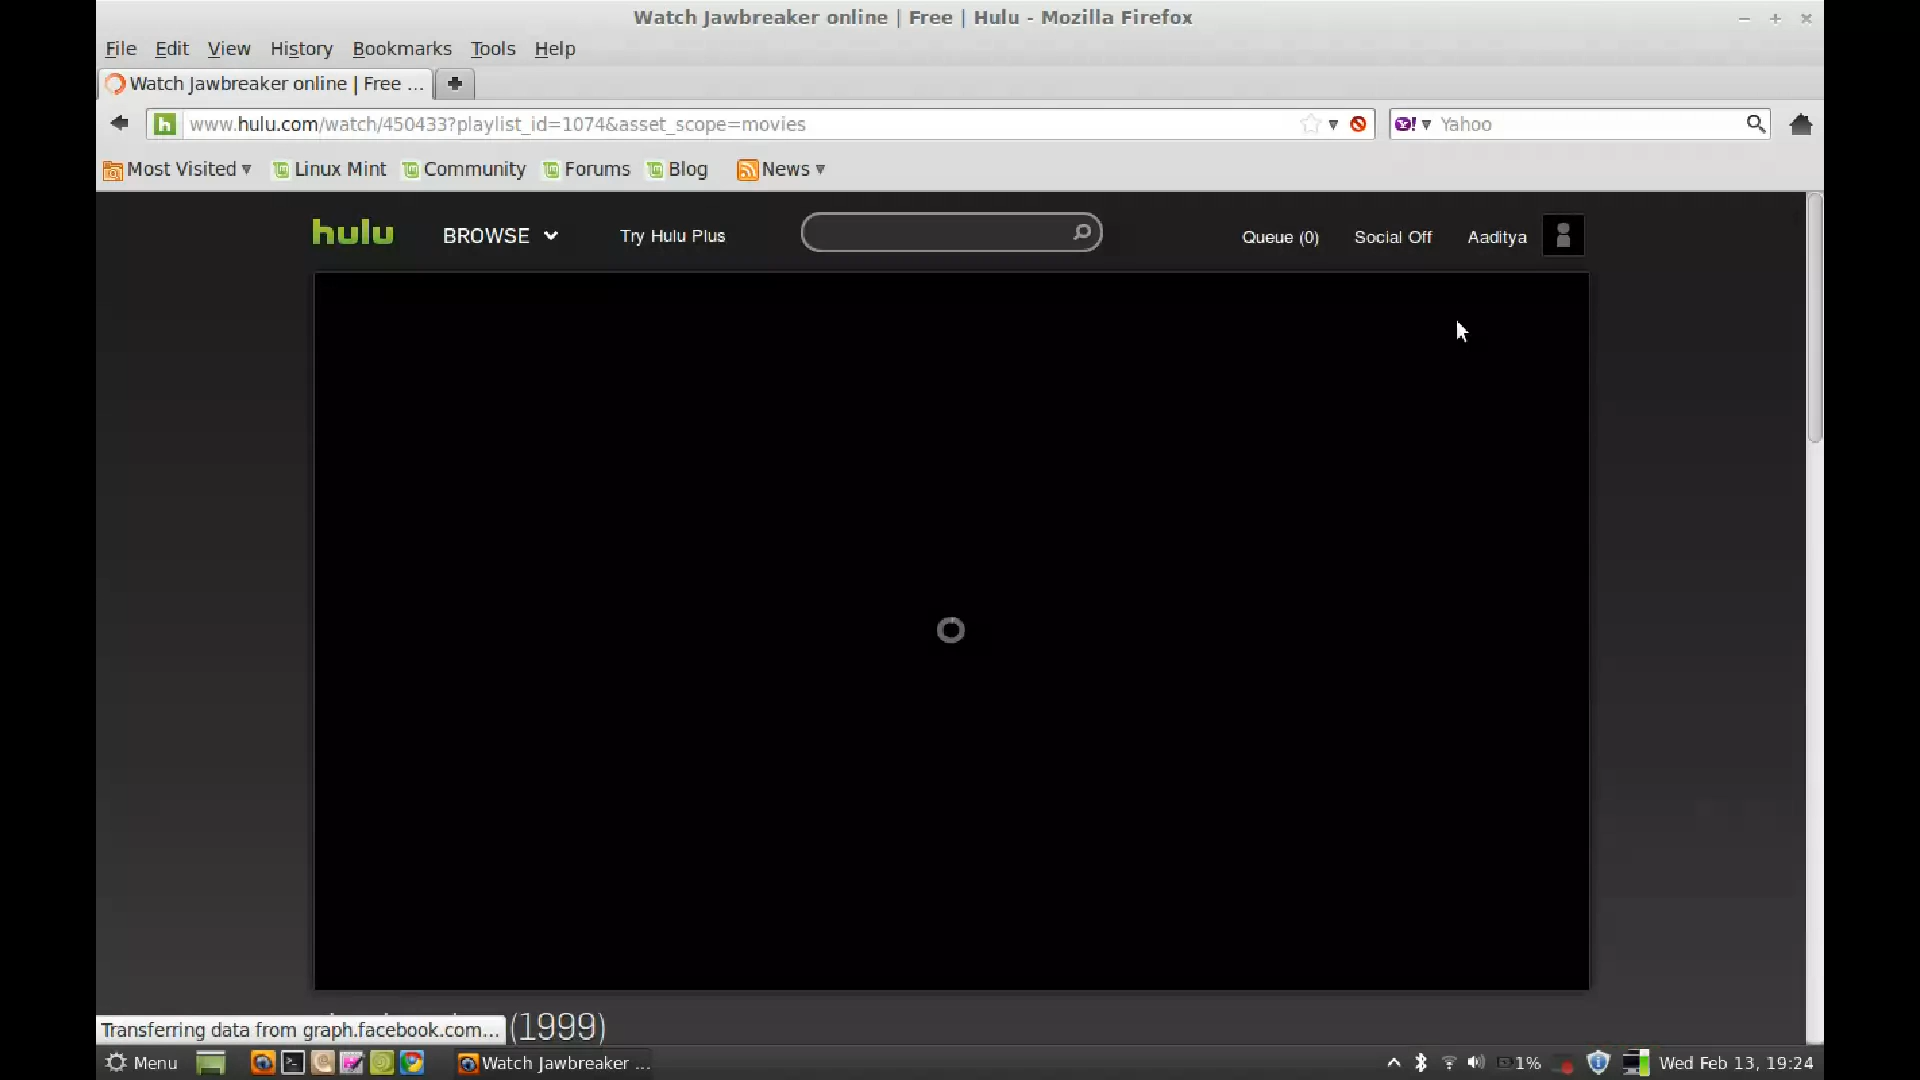 Watch Jawbreaker online | Free | Hulu - Mozilla Firefox
File Edit View History Bookmarks Tools Help
Watch Jawbreaker online | Free ...
www.hulu.com/watch/450433?playlist_id=1074&asset_scope=movies
Yahoo
Most Visited Linux Mint Community Forums Blog News
hulu BROWSE Try Hulu Plus Queue (0) Social Off Aaditya
(1999)
Transferring data from graph.facebook.com...
Menu Watch Jawbreaker ... 1% Wed Feb 13, 19:24